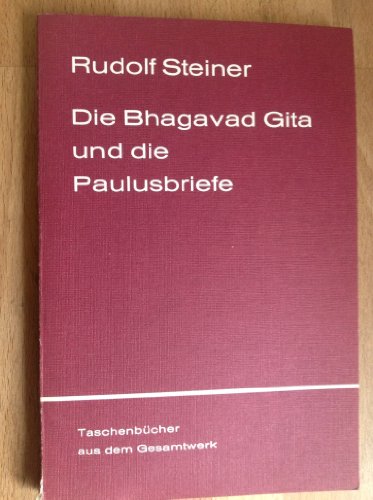 Rudolf Steiner
Die Bhagavad Gita
und die
Paulusbriefe
Taschenbücher
aus dem Gesamtwerk